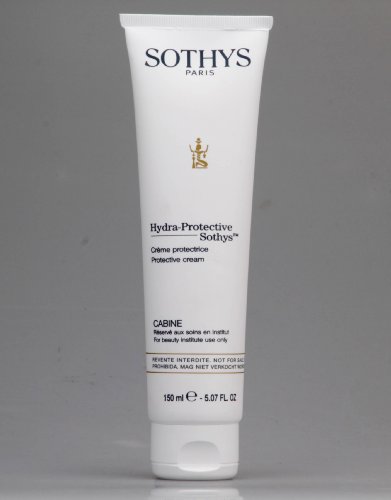 SOTHYS
PARIS
Hydra-Protective
Sothys™
Crème protectrice
Protective cream
CABINE
Réservé aux soins en institut
For beauty institute use only
REVENTE INTERDITE. NOT FOR
PROHIBIDA, MAG NIET VERKOCHT
150 ml ℮ - 5.07 FL. OZ